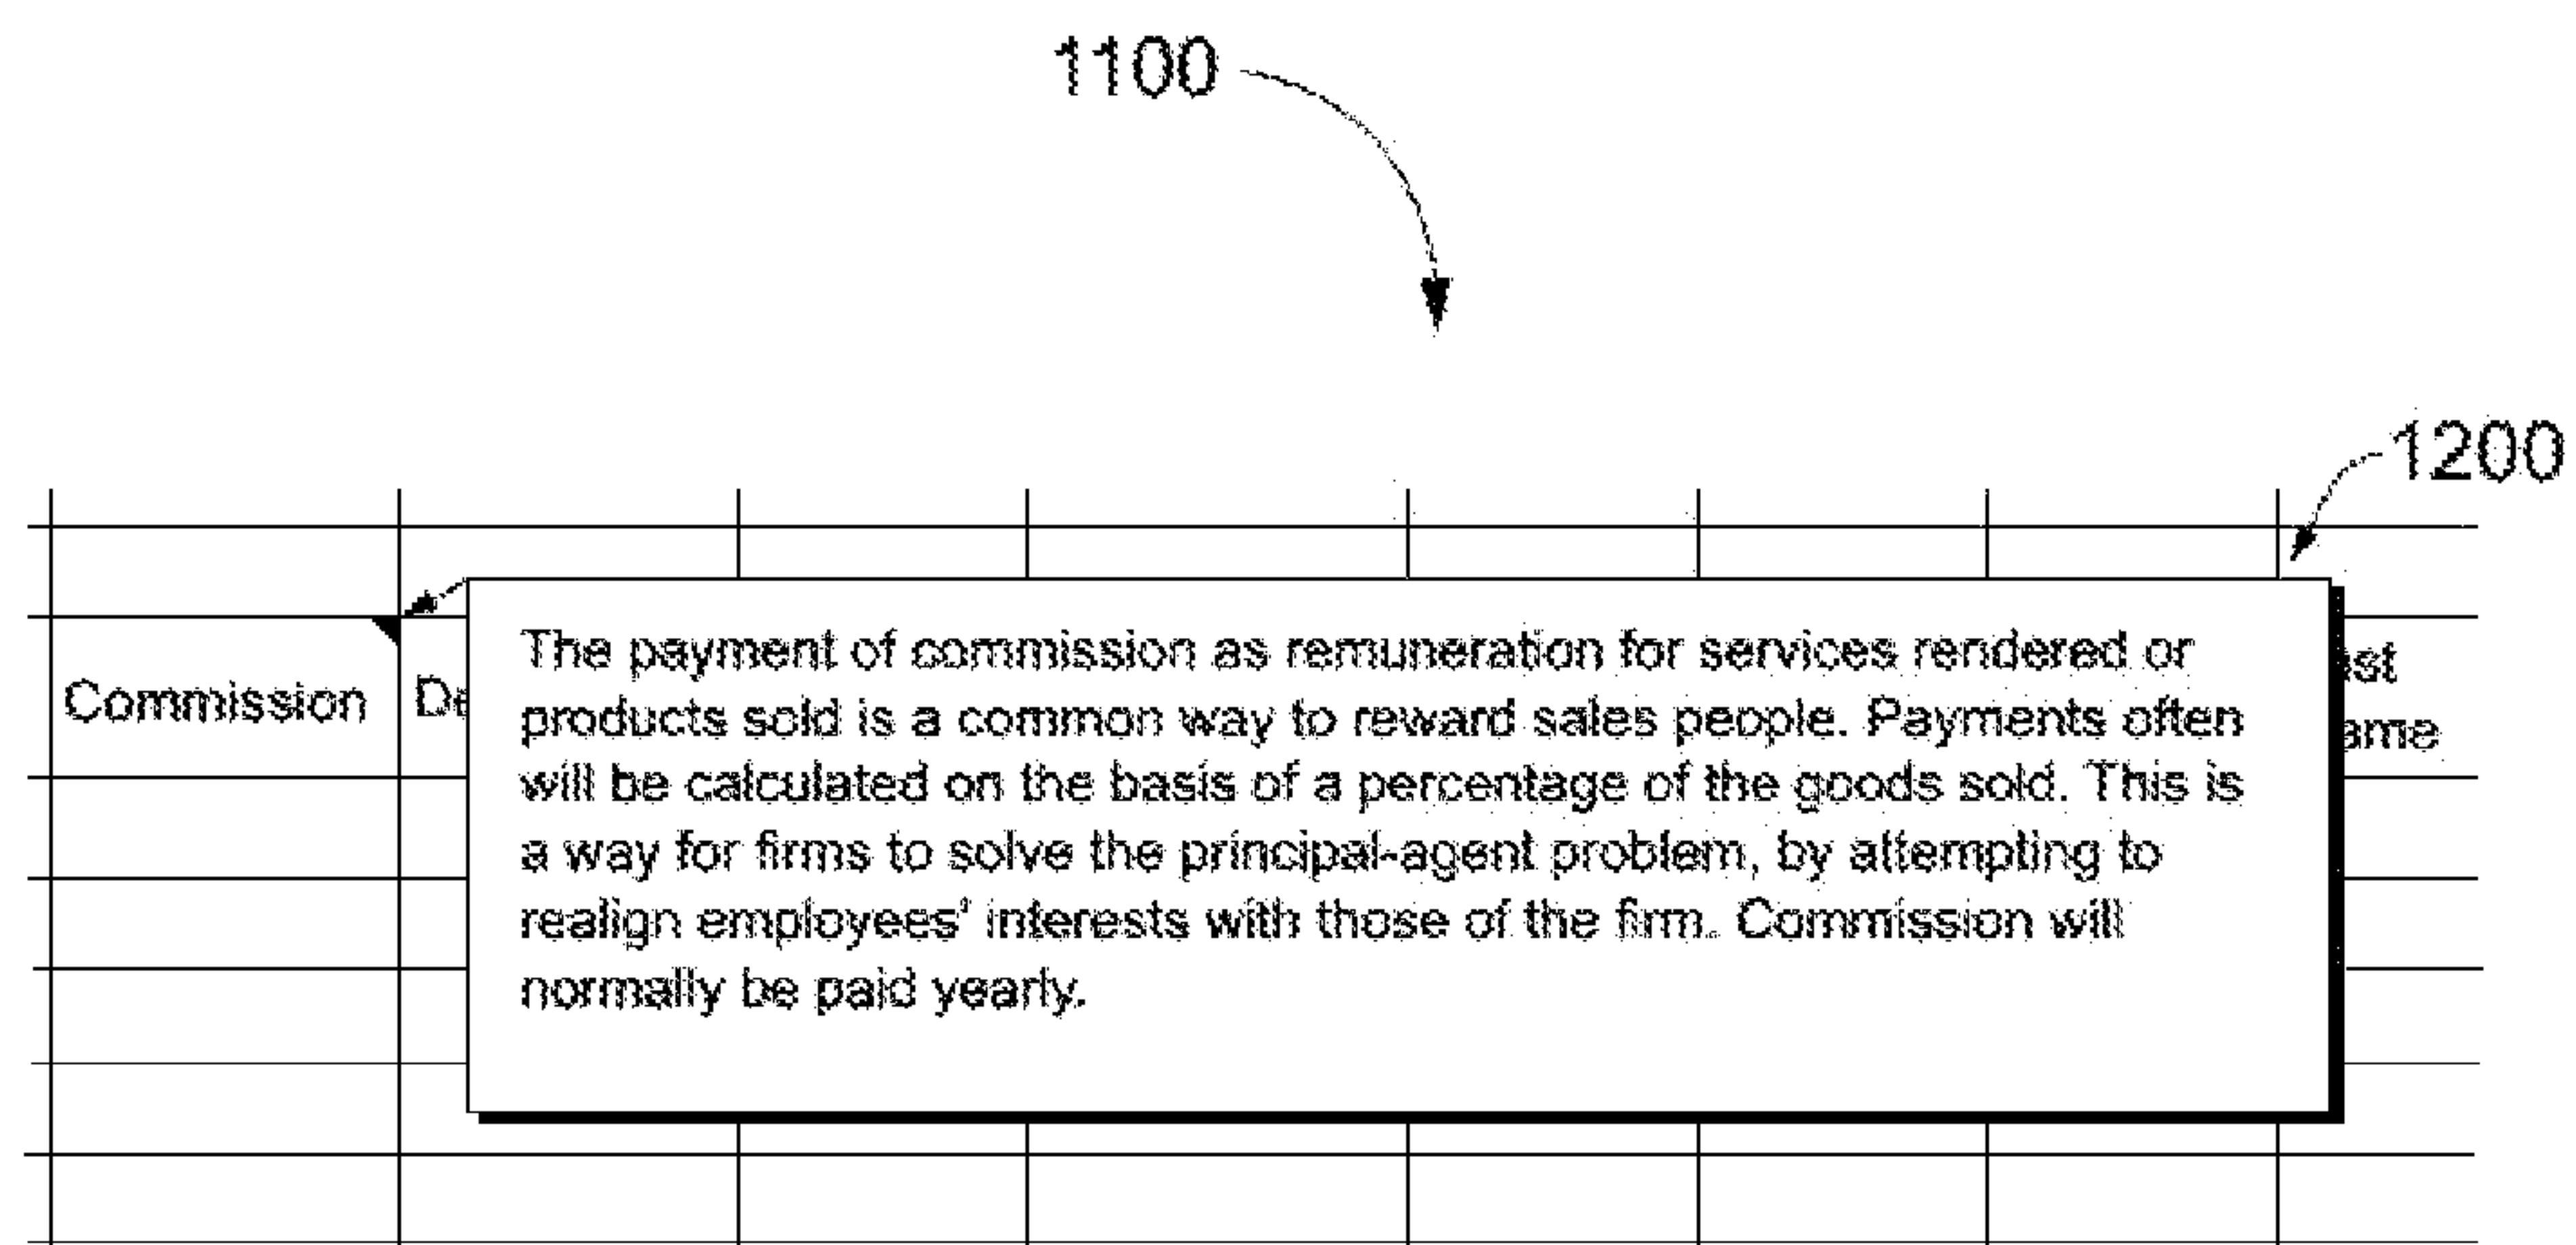 1100
1200
The payment of commission as remuneration for services rendered or
products sold is a common way to reward sales people. Payments often
will be calculated on the basis of a percentage of the goods sold. This is
a way for firms to solve the principal-agent problem, by attempting to
realign employees' interests with those of the firm. Commission will
normally be paid yearly.
Commission